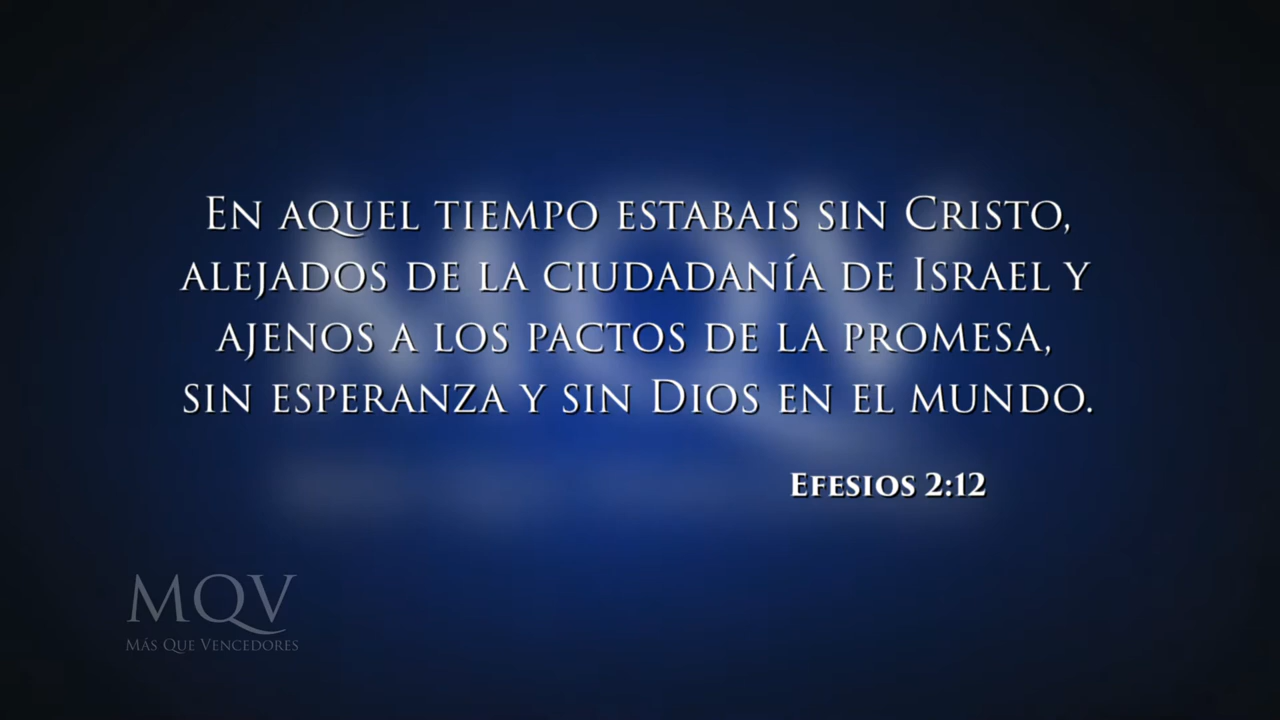 En aquel tiempo estabais sin Cristo,
alejados de la ciudadanía de Israel y
ajenos a los pactos de la promesa,
sin esperanza y sin Dios en el mundo.
Efesios 2:12
MQV
Más Que Vencedores